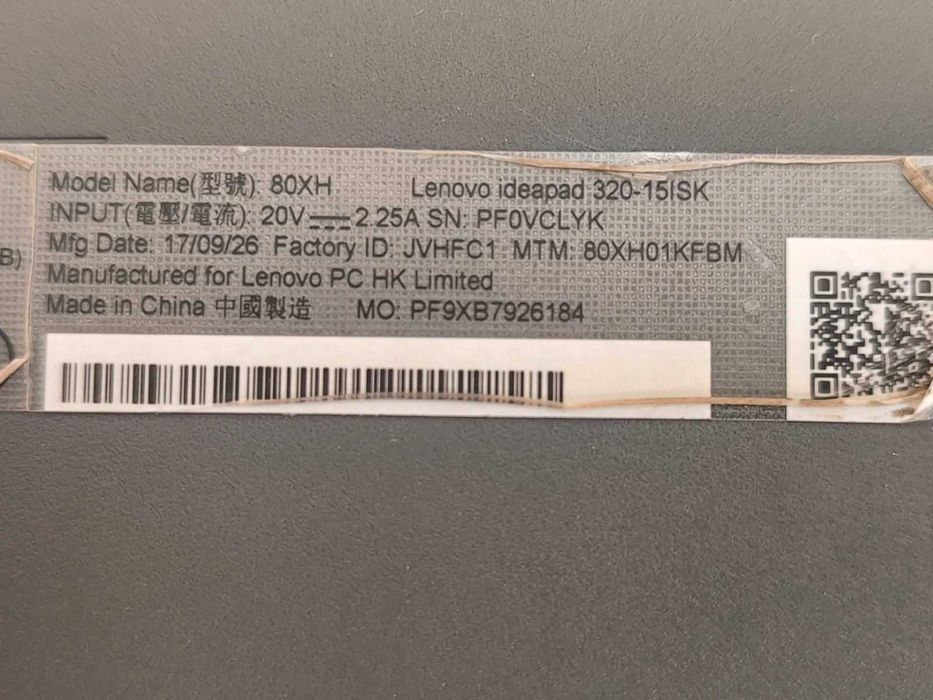 Model Name(型號): 80XH Lenovo ideapad 320-15ISK
INPUT(電壓/電流): 20V⎓2.25A SN: PF0VCLYK
Mfg Date: 17/09/26 Factory ID: JVHFC1 MTM: 80XH01KFBM
B)
Manufactured for Lenovo PC HK Limited
Made in China 中國製造 MO: PF9XB7926184